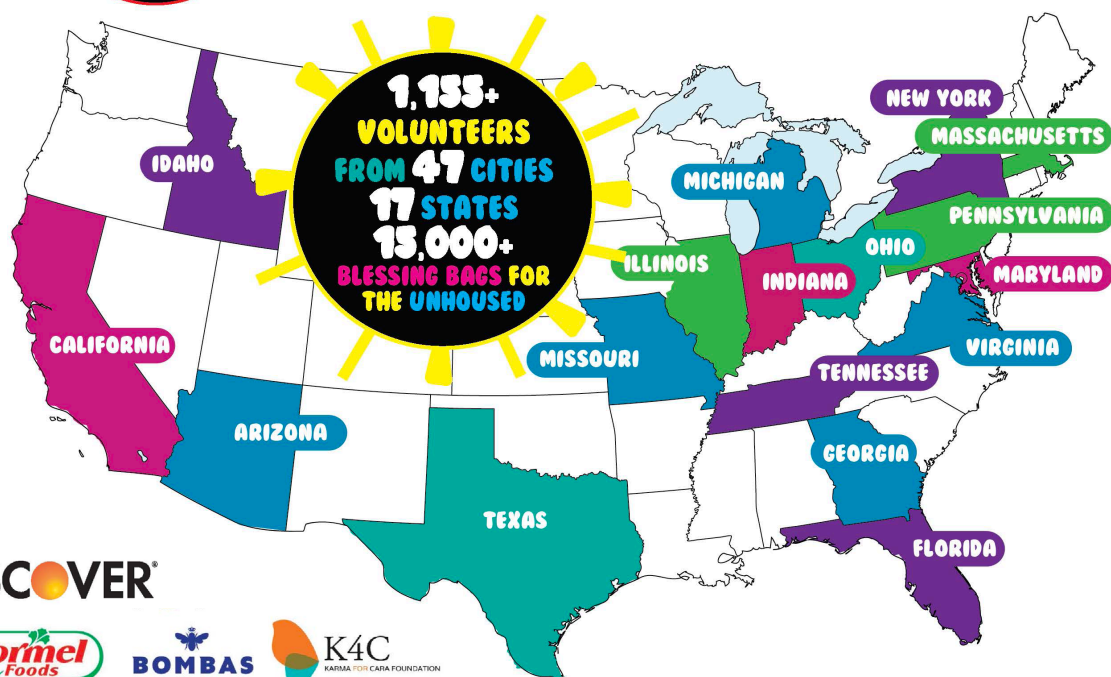 1,155+
VOLUNTEERS
FROM 47 CITIES
17 STATES
15,000+
BLESSING BAGS FOR
THE UNHOUSED
NEW YORK
MASSACHUSETTS
IDAHO
MICHIGAN
PENNSYLVANIA
OHIO
ILLINOIS
INDIANA
MARYLAND
CALIFORNIA
MISSOURI
VIRGINIA
TENNESSEE
ARIZONA
GEORGIA
TEXAS
FLORIDA
COVER®
ormel
Foods
BOMBAS
K4C
KARMA FOR CARA FOUNDATION